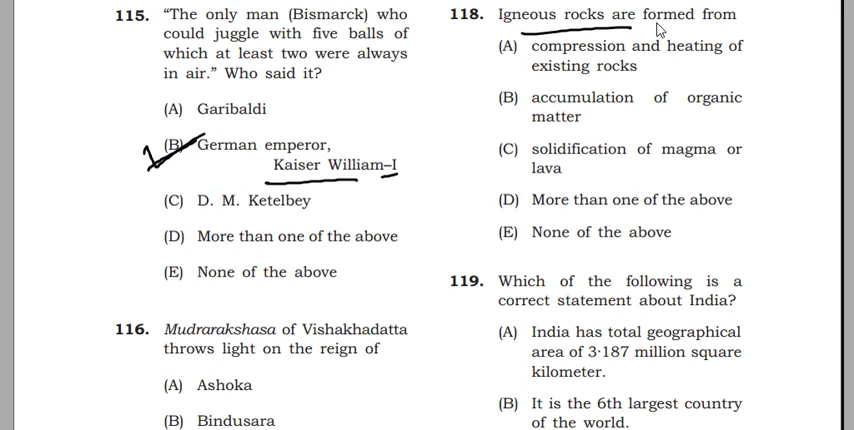 115. “The only man (Bismarck) who
could juggle with five balls of
which at least two were always
in air.” Who said it?
(A) Garibaldi
(B) German emperor,
Kaiser William–I
(C) D. M. Ketelbey
(D) More than one of the above
(E) None of the above
116. Mudrarakshasa of Vishakhadatta
throws light on the reign of
(A) Ashoka
(B) Bindusara
118. Igneous rocks are formed from
(A) compression and heating of
existing rocks
(B) accumulation of organic
matter
(C) solidification of magma or
lava
(D) More than one of the above
(E) None of the above
119. Which of the following is a
correct statement about India?
(A) India has total geographical
area of 3·187 million square
kilometer.
(B) It is the 6th largest country
of the world.